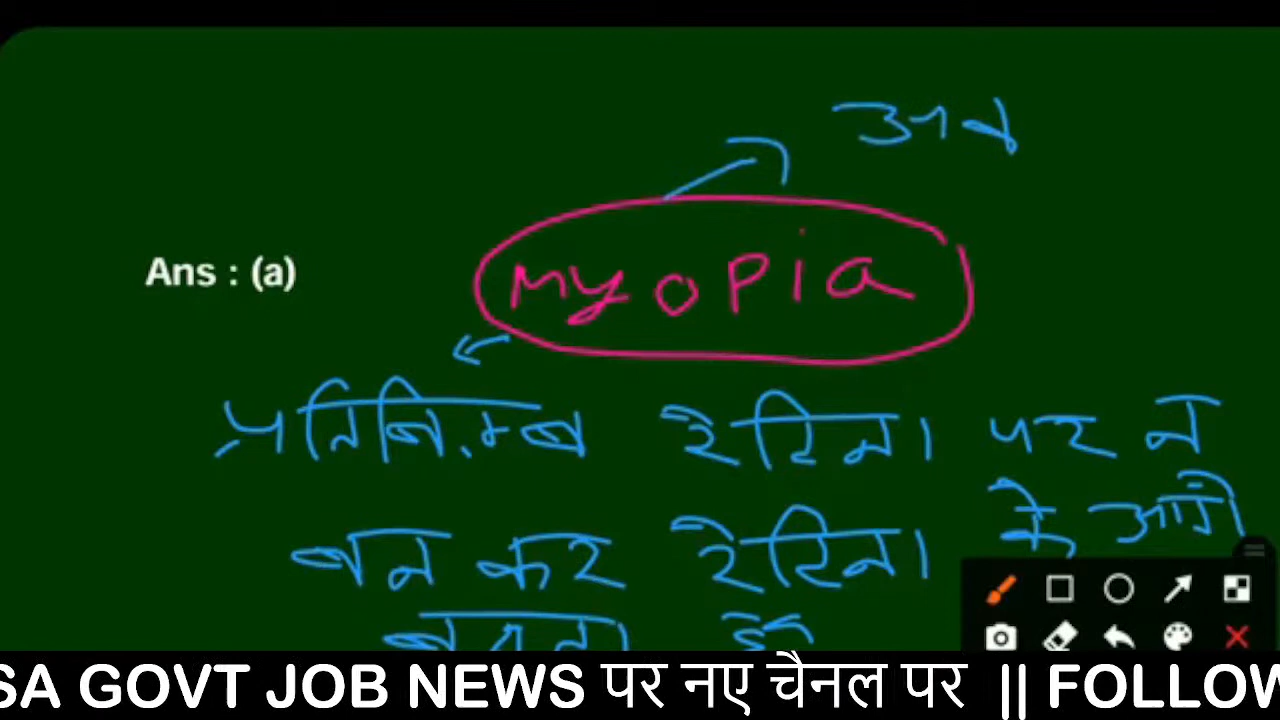 Ans : (a)
Myopia
प्रतिबिम्ब रेटिना पर न
बन कर रेटिना के आगे
SA GOVT JOB NEWS पर नए चैनल पर || FOLLOW